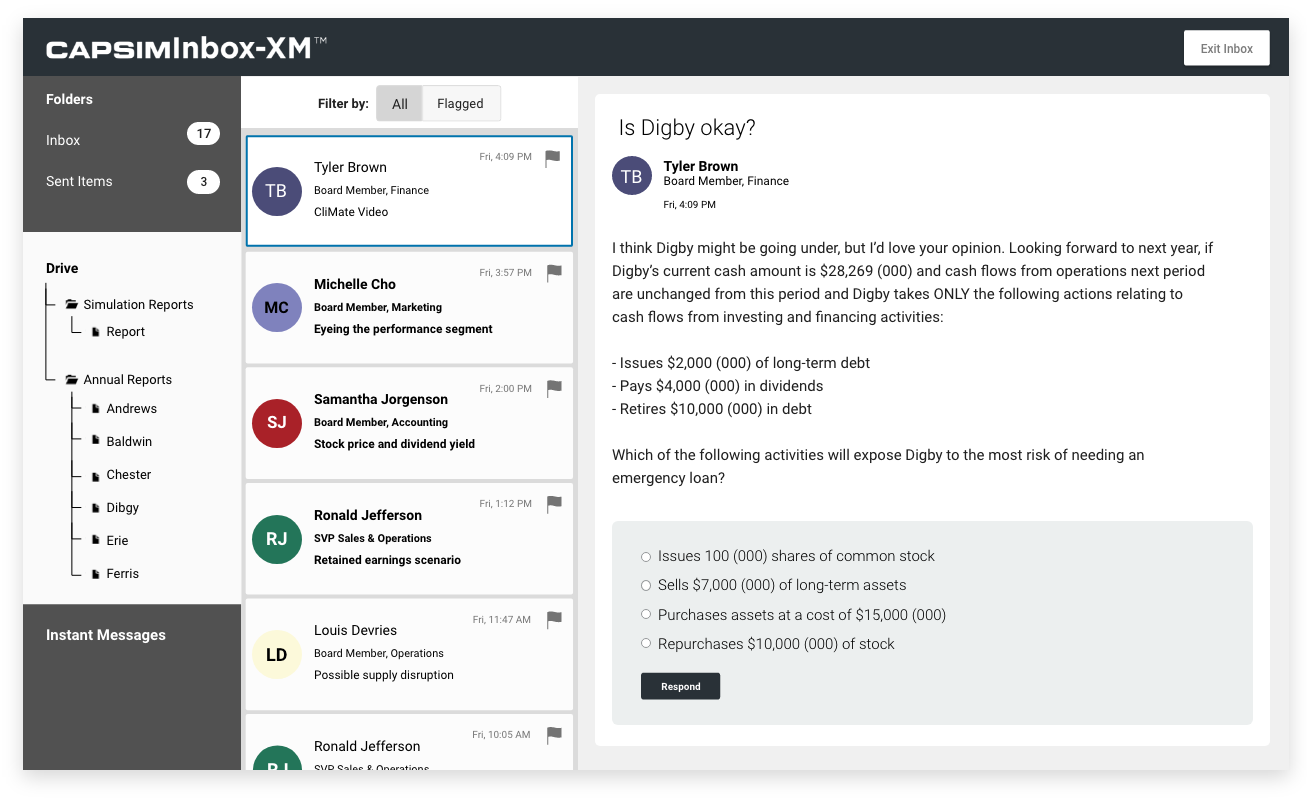 CAPSIMInbox-XM™
Exit Inbox
Folders
Inbox 17
Sent Items 3
Drive
Simulation Reports
Report
Annual Reports
Andrews
Baldwin
Chester
Dibgy
Erie
Ferris
Instant Messages
Filter by: All Flagged
Fri, 4:09 PM
TB
Tyler Brown
Board Member, Finance
CliMate Video
Fri, 3:57 PM
MC
Michelle Cho
Board Member, Marketing
Eyeing the performance segment
Fri, 2:00 PM
SJ
Samantha Jorgenson
Board Member, Accounting
Stock price and dividend yield
Fri, 1:12 PM
RJ
Ronald Jefferson
SVP Sales & Operations
Retained earnings scenario
Fri, 11:47 AM
LD
Louis Devries
Board Member, Operations
Possible supply disruption
Fri, 10:05 AM
RJ
Ronald Jefferson
SVP Sales & Operations
Is Digby okay?
TB
Tyler Brown
Board Member, Finance
Fri, 4:09 PM
I think Digby might be going under, but I’d love your opinion. Looking forward to next year, if
Digby’s current cash amount is $28,269 (000) and cash flows from operations next period
are unchanged from this period and Digby takes ONLY the following actions relating to
cash flows from investing and financing activities:
- Issues $2,000 (000) of long-term debt
- Pays $4,000 (000) in dividends
- Retires $10,000 (000) in debt
Which of the following activities will expose Digby to the most risk of needing an
emergency loan?
Issues 100 (000) shares of common stock
Sells $7,000 (000) of long-term assets
Purchases assets at a cost of $15,000 (000)
Repurchases $10,000 (000) of stock
Respond